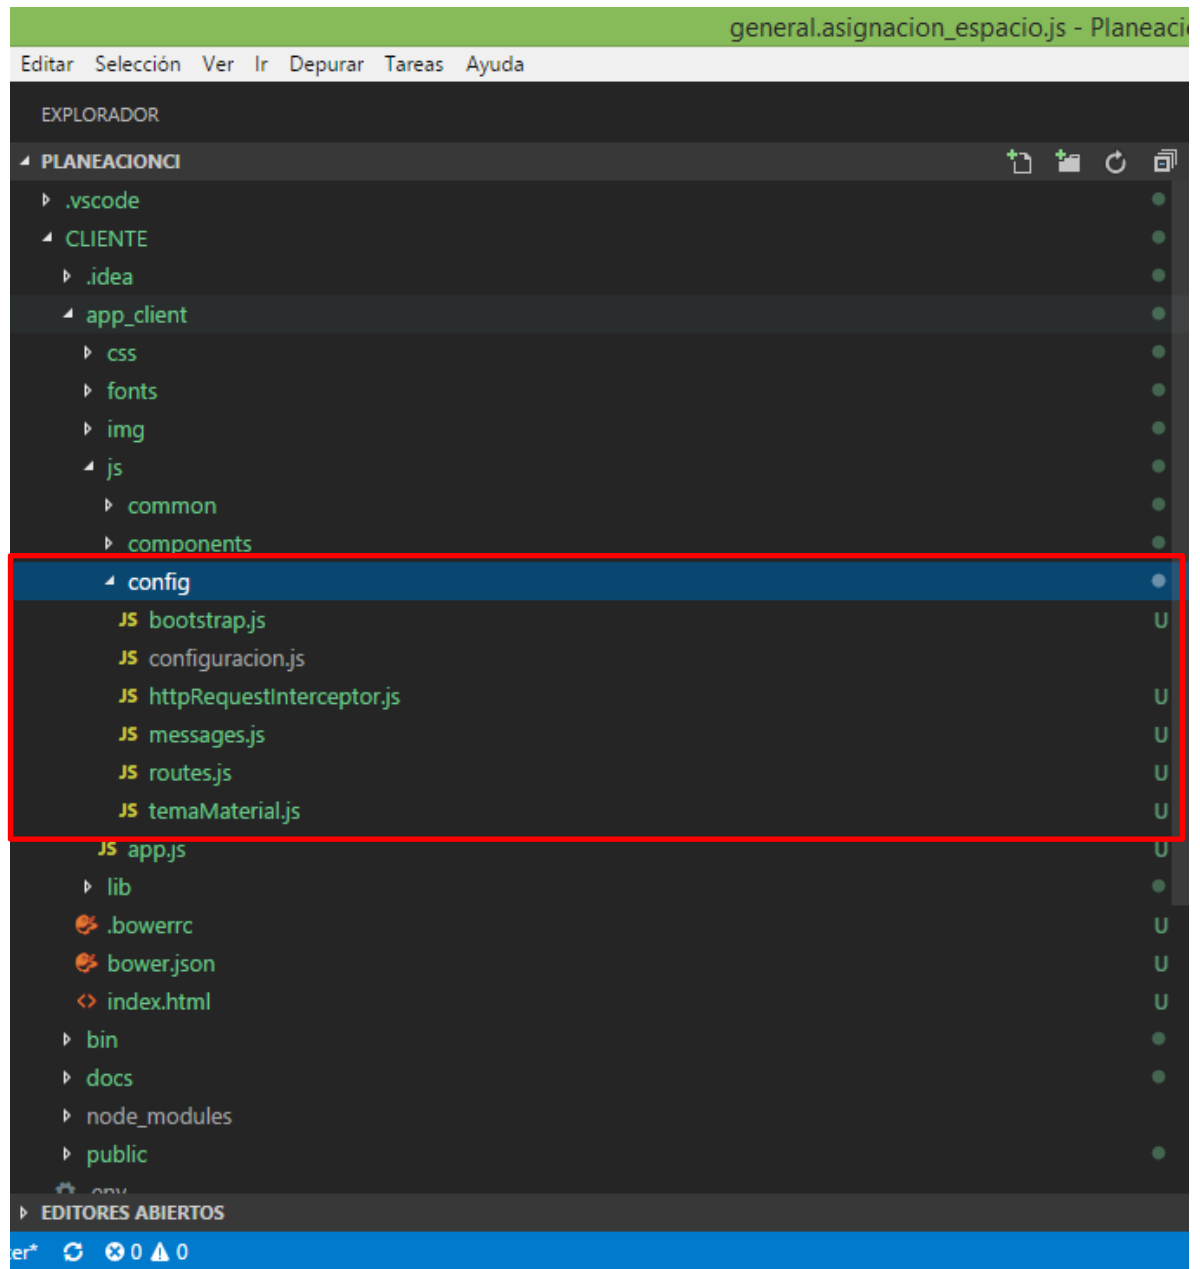 general.asignacion_espacio.js - Planeaci
Editar Selección Ver Ir Depurar Tareas Ayuda
EXPLORADOR
PLANEACIONCI
.vscode
CLIENTE
.idea
app_client
css
fonts
img
js
common
components
config
JS bootstrap.js U
JS configuracion.js
JS httpRequestInterceptor.js U
JS messages.js U
JS routes.js U
JS temaMaterial.js U
JS app.js U
lib
.bowerrc U
bower.json U
<> index.html U
bin
docs
node_modules
public
.env
EDITORES ABIERTOS
er* 0 0